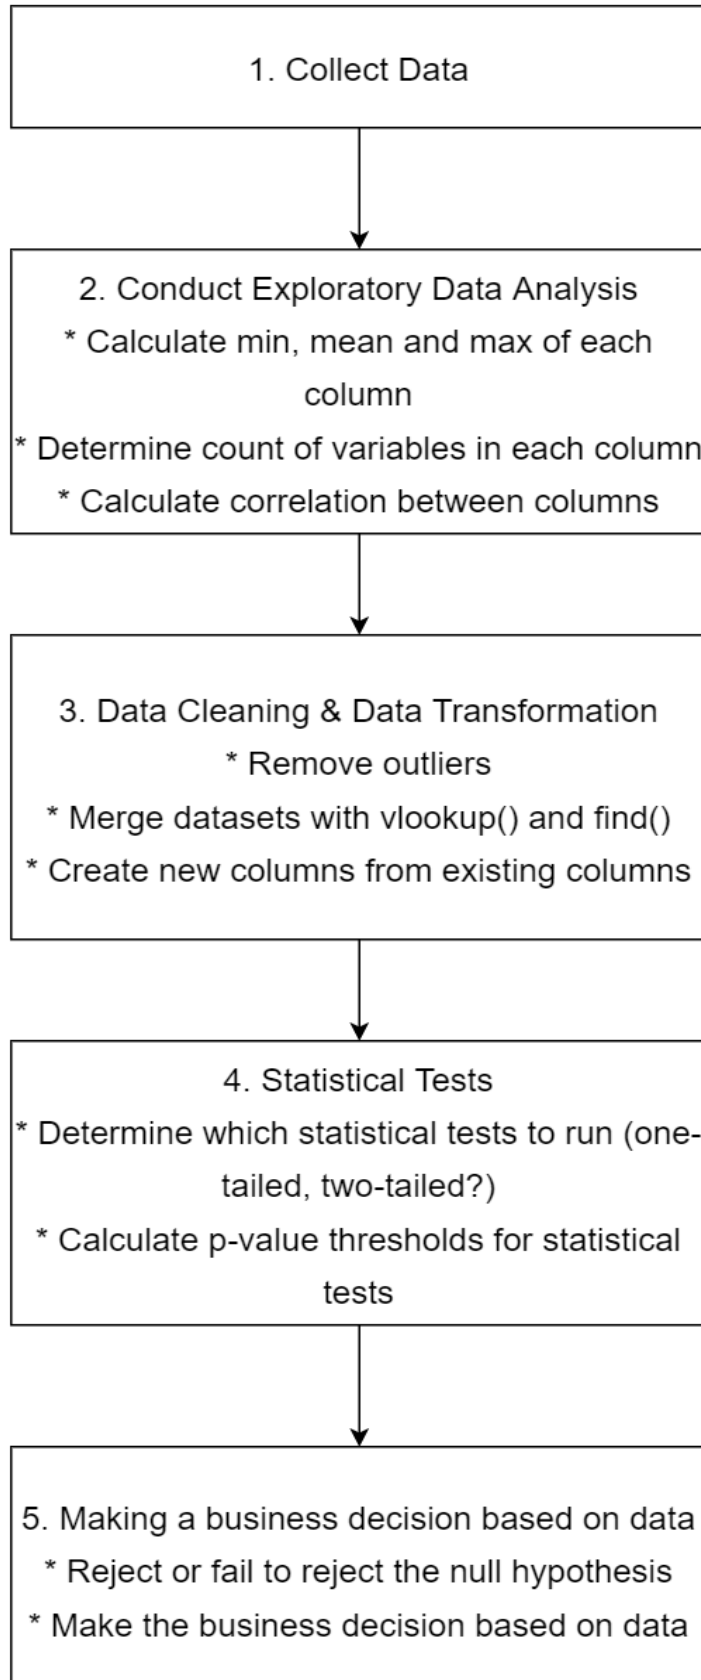 1. Collect Data
2. Conduct Exploratory Data Analysis
* Calculate min, mean and max of each
column
* Determine count of variables in each column
* Calculate correlation between columns
3. Data Cleaning & Data Transformation
* Remove outliers
* Merge datasets with vlookup() and find()
* Create new columns from existing columns
4. Statistical Tests
* Determine which statistical tests to run (one-
tailed, two-tailed?)
* Calculate p-value thresholds for statistical
tests
5. Making a business decision based on data
* Reject or fail to reject the null hypothesis
* Make the business decision based on data